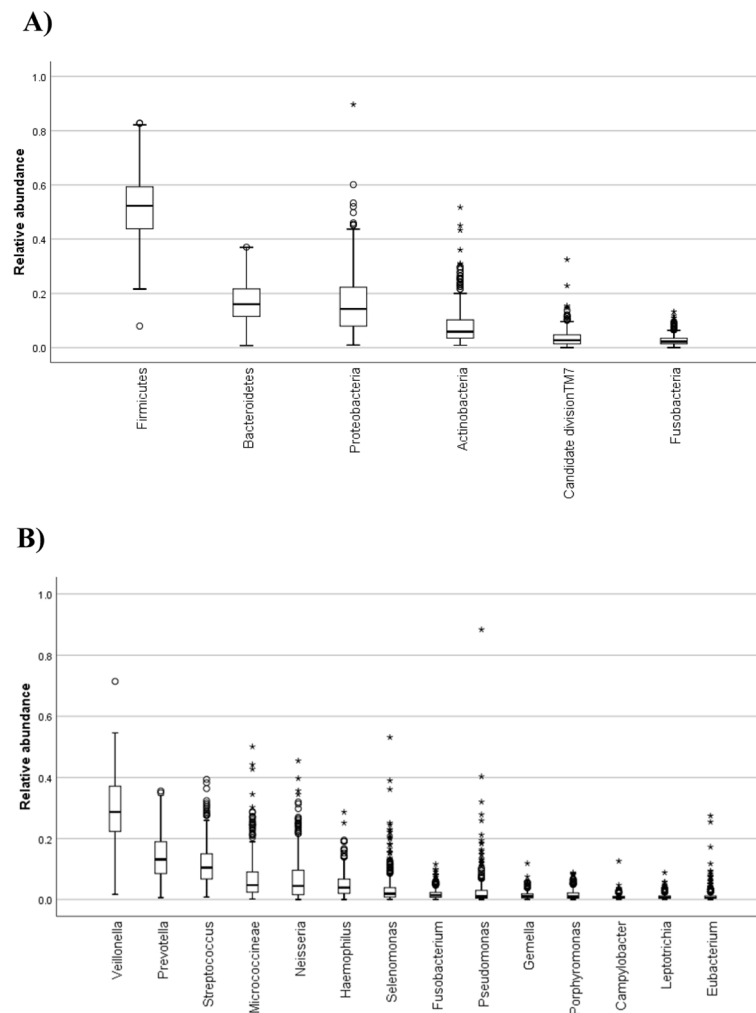 A)
Relative abundance
1.0
0.8
0.6
0.4
0.2
0.0
Firmicutes
Bacteroidetes
Proteobacteria
Actinobacteria
Candidate divisionTM7
Fusobacteria
B)
Relative abundance
1.0
0.8
0.6
0.4
0.2
0.0
Veillonella
Prevotella
Streptococcus
Micrococcineae
Neisseria
Haemophilus
Selenomonas
Fusobacterium
Pseudomonas
Gemella
Porphyromonas
Campylobacter
Leptotrichia
Eubacterium